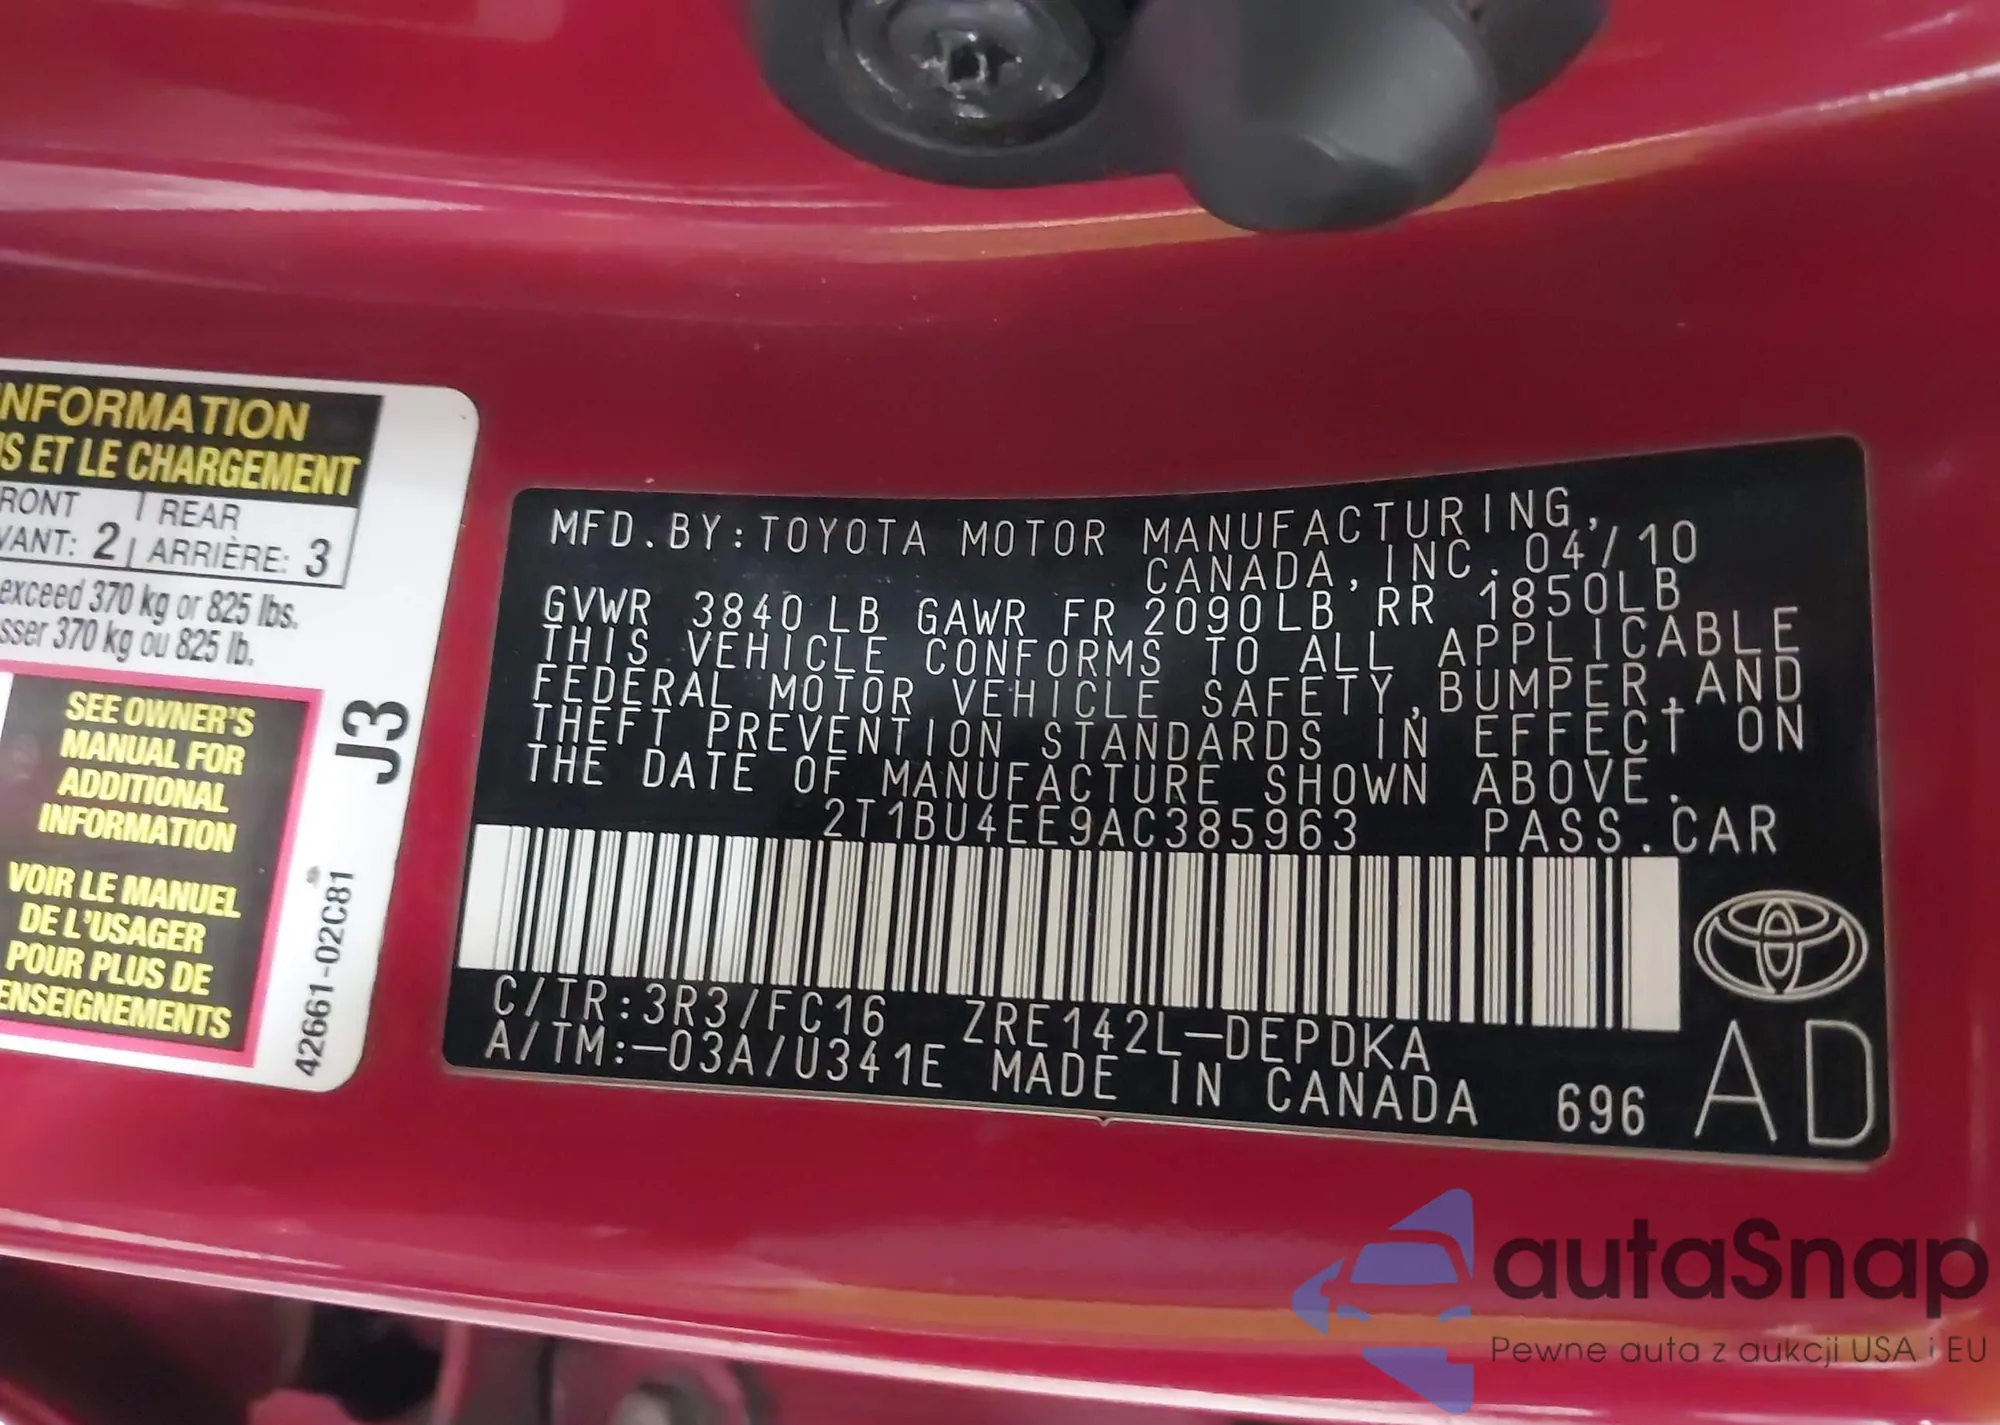 NFORMATION
S ET LE CHARGEMENT
RONT REAR
VANT: 2 ARRIÈRE: 3
exceed 370 kg or 825 lbs.
sser 370 kg ou 825 lb.
SEE OWNER'S
MANUAL FOR
ADDITIONAL
INFORMATION
VOIR LE MANUEL
DE L'USAGER
POUR PLUS DE
ENSEIGNEMENTS
J3
42661-02C81
MFD.BY:TOYOTA MOTOR MANUFACTURING,
CANADA, INC. 04/10
GVWR 3840 LB GAWR FR 2090LB RR 1850LB
THIS VEHICLE CONFORMS TO ALL APPLICABLE
FEDERAL MOTOR VEHICLE SAFETY,BUMPER,AND
THEFT PREVENTION STANDARDS IN EFFECT ON
THE DATE OF MANUFACTURE SHOWN ABOVE.
2T1BU4EE9AC385963 PASS.CAR
C/TR:3R3/FC16 ZRE142L-DEPDKA
A/TM:-03A/U341E MADE IN CANADA 696
AD
autaSnap
Pewne auta z aukcji USA i EU